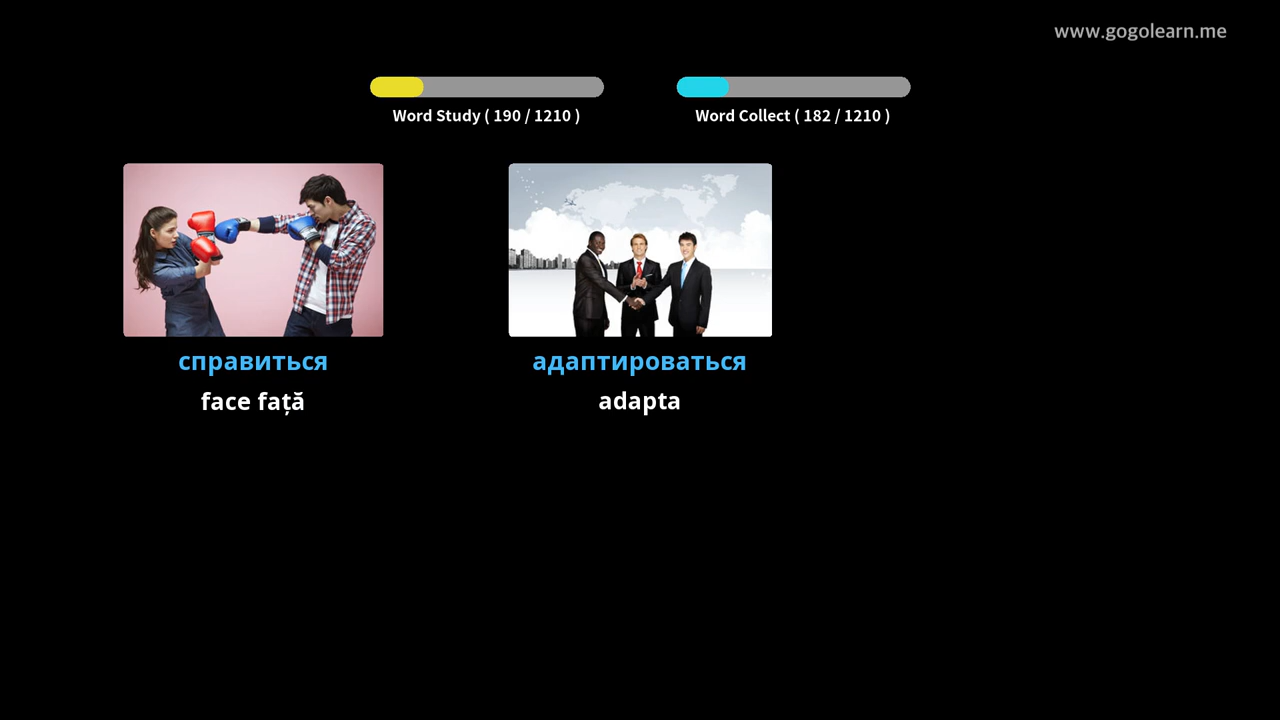 www.gogolearn.me
Word Study ( 190 / 1210 )
Word Collect ( 182 / 1210 )
справиться
адаптироваться
face față
adapta